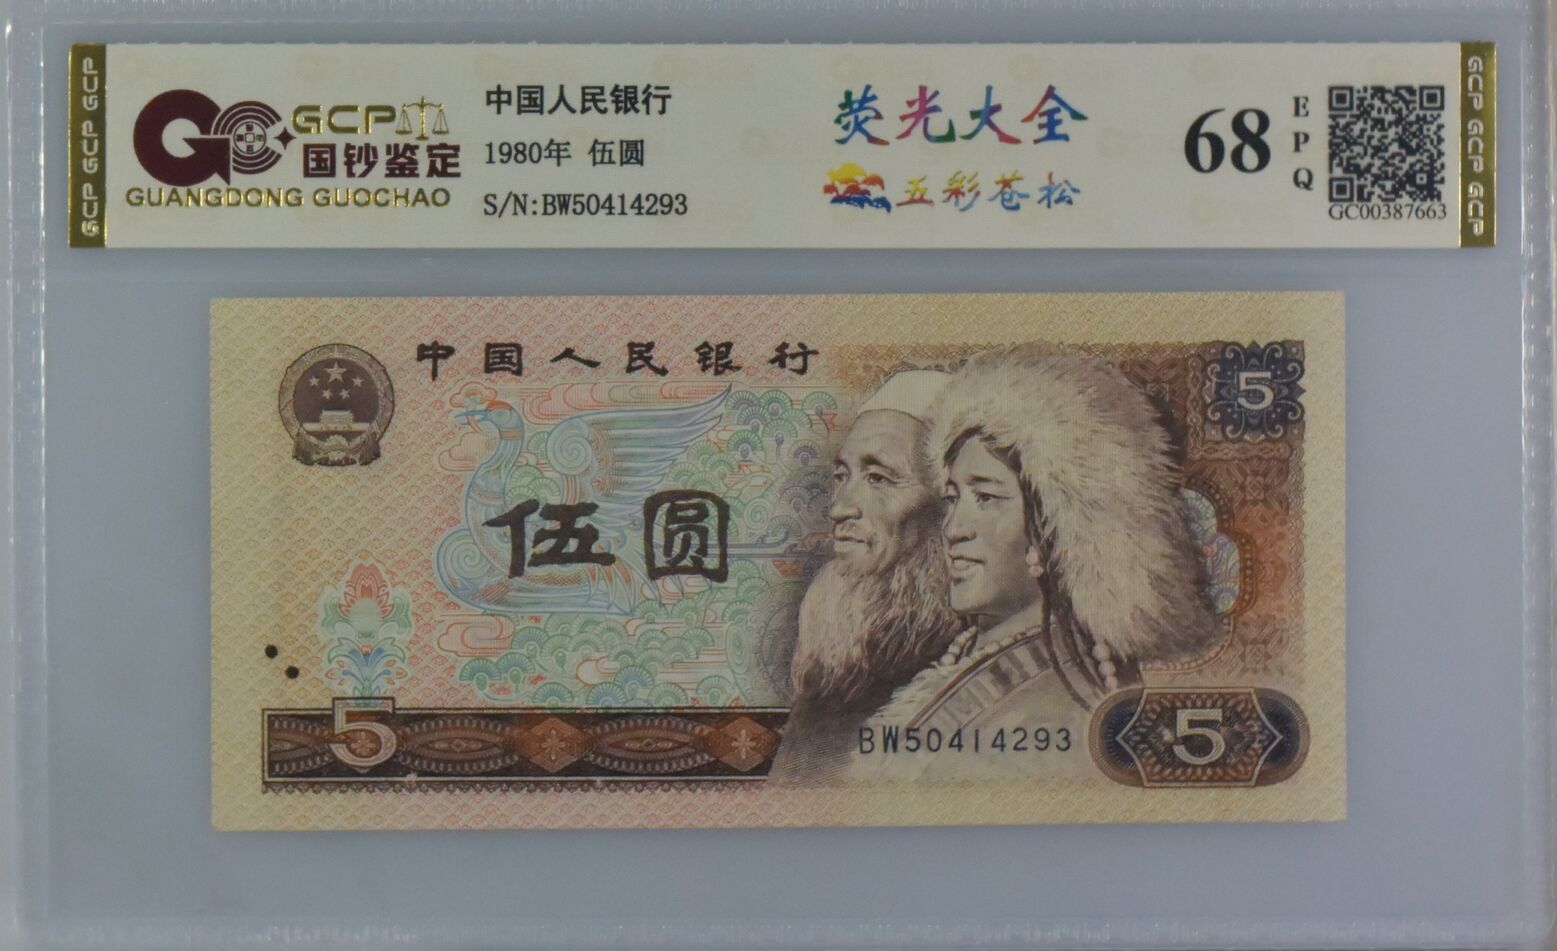 GCP GCP GCP
GCP
国钞鉴定
GUANGDONG GUOCHAO
中国人民银行
1980年 伍圆
S/N:BW50414293
荧光大全
五彩苍松
68
E
P
Q
GC00387663
GCP GCP GCP
中国人民银行
5
伍圆
5
BW50414293
5